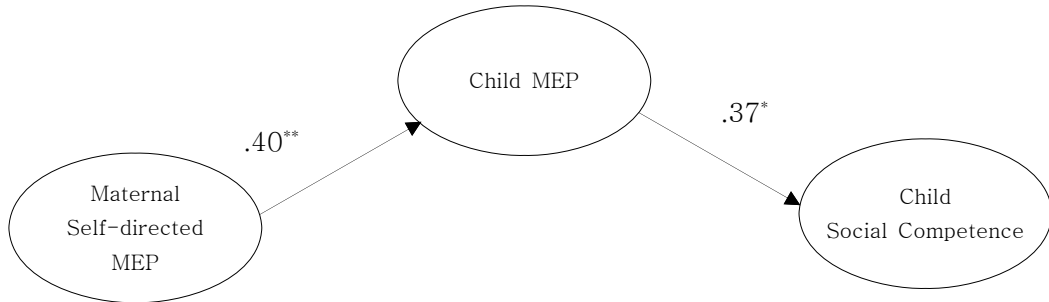 Child MEP
.40**
.37*
Maternal
Self-directed
MEP
Child
Social Competence